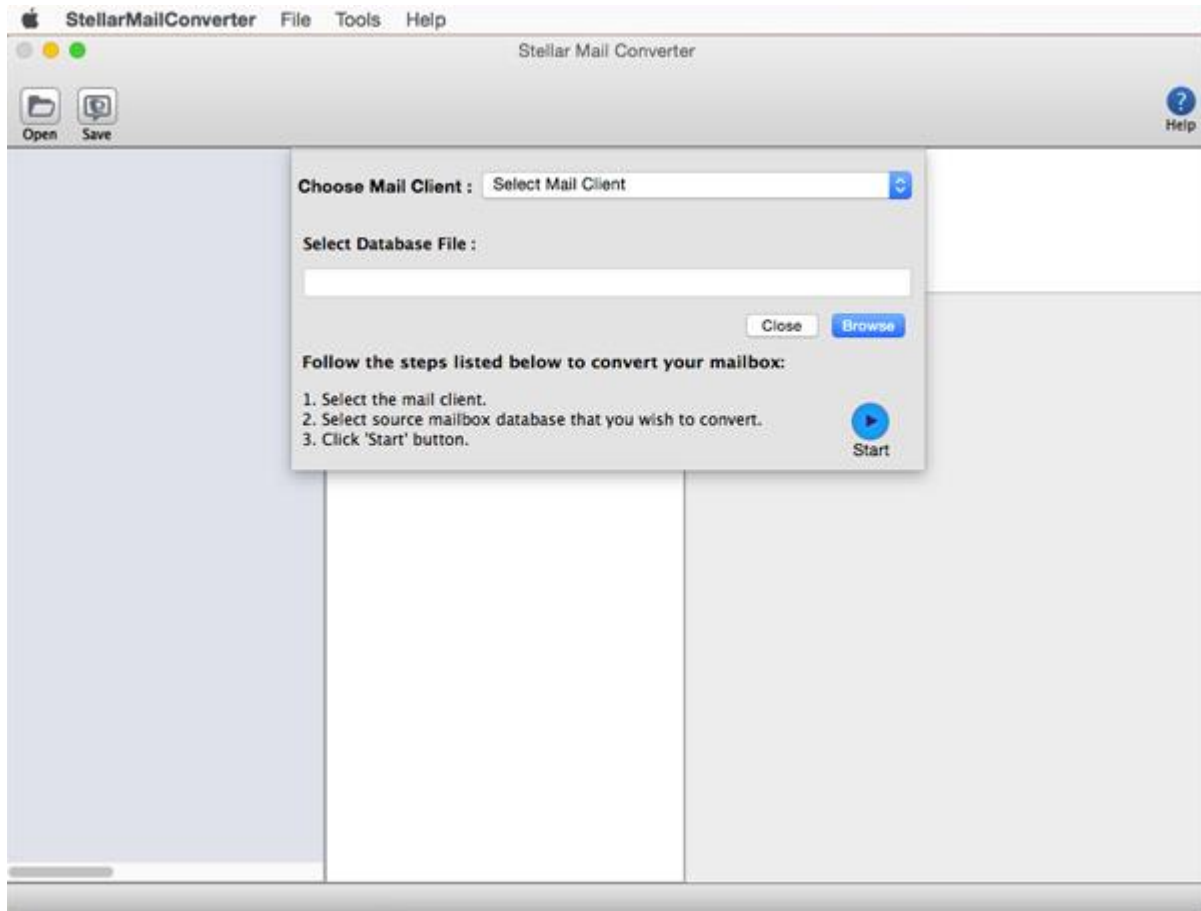 StellarMailConverter File Tools Help
Stellar Mail Converter
Open Save Help
Choose Mail Client : Select Mail Client
Select Database File :
Close Browse
Follow the steps listed below to convert your mailbox:
1. Select the mail client.
2. Select source mailbox database that you wish to convert.
3. Click 'Start' button.
Start